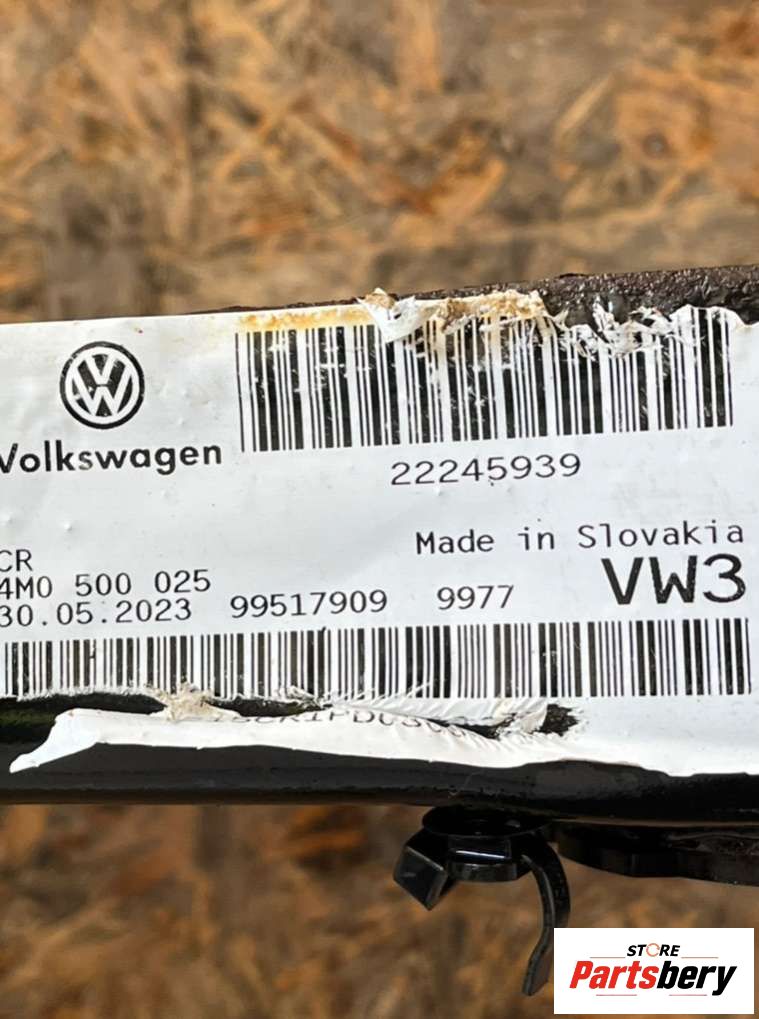 Volkswagen
22245939
Made in Slovakia
CR
4M0 500 025
VW3
30.05.2023 99517909 9977
STORE
Partsbery